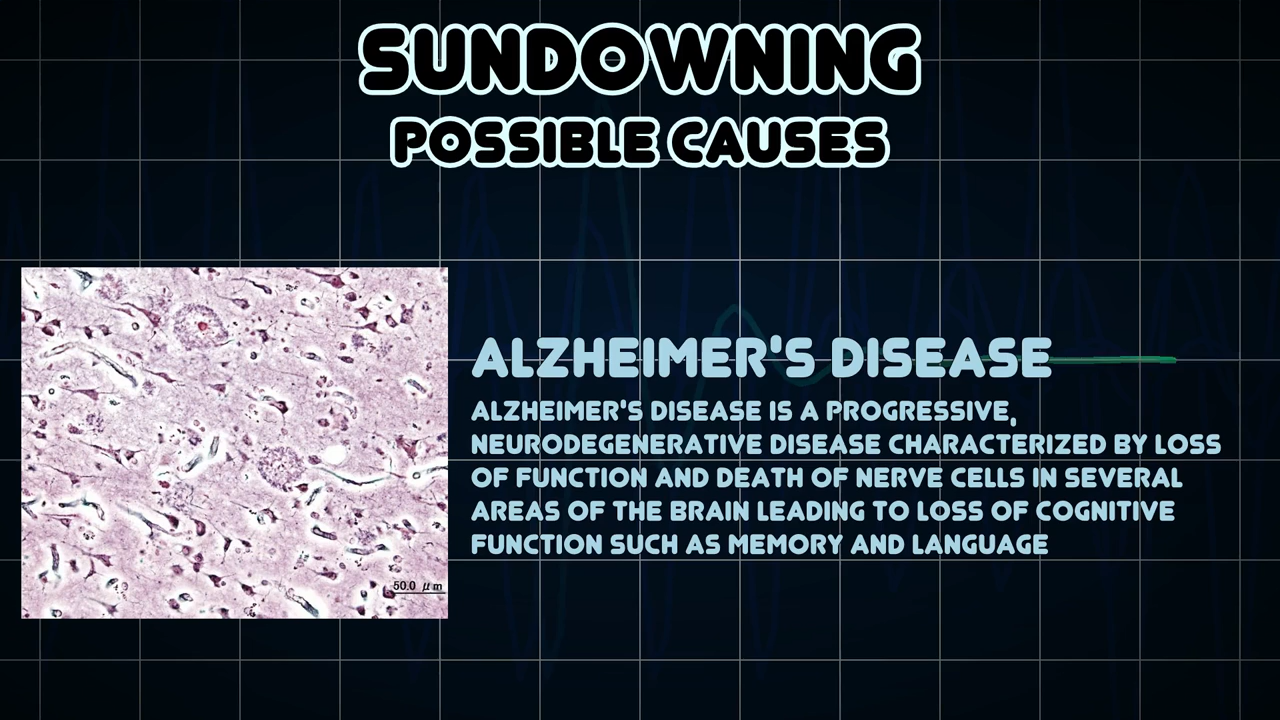 SUNDOWNING
POSSIBLE CAUSES
ALZHEIMER'S DISEASE
ALZHEIMER'S DISEASE IS A PROGRESSIVE,
NEURODEGENERATIVE DISEASE CHARACTERIZED BY LOSS
OF FUNCTION AND DEATH OF NERVE CELLS IN SEVERAL
AREAS OF THE BRAIN LEADING TO LOSS OF COGNITIVE
FUNCTION SUCH AS MEMORY AND LANGUAGE
50.0 μm